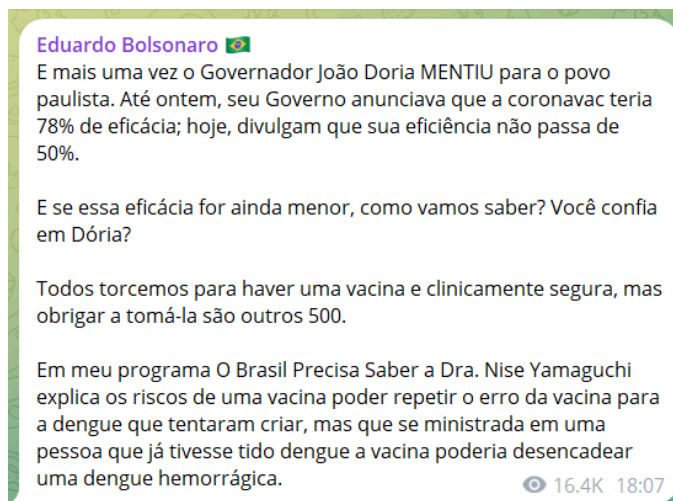 Eduardo Bolsonaro 🇧🇷
E mais uma vez o Governador João Doria MENTIU para o povo
paulista. Até ontem, seu Governo anunciava que a coronavac teria
78% de eficácia; hoje, divulgam que sua eficiência não passa de
50%.
E se essa eficácia for ainda menor, como vamos saber? Você confia
em Dória?
Todos torcemos para haver uma vacina e clinicamente segura, mas
obrigar a tomá-la são outros 500.
Em meu programa O Brasil Precisa Saber a Dra. Nise Yamaguchi
explica os riscos de uma vacina poder repetir o erro da vacina para
a dengue que tentaram criar, mas que se ministrada em uma
pessoa que já tivesse tido dengue a vacina poderia desencadear
uma dengue hemorrágica.
16.4K 18:07